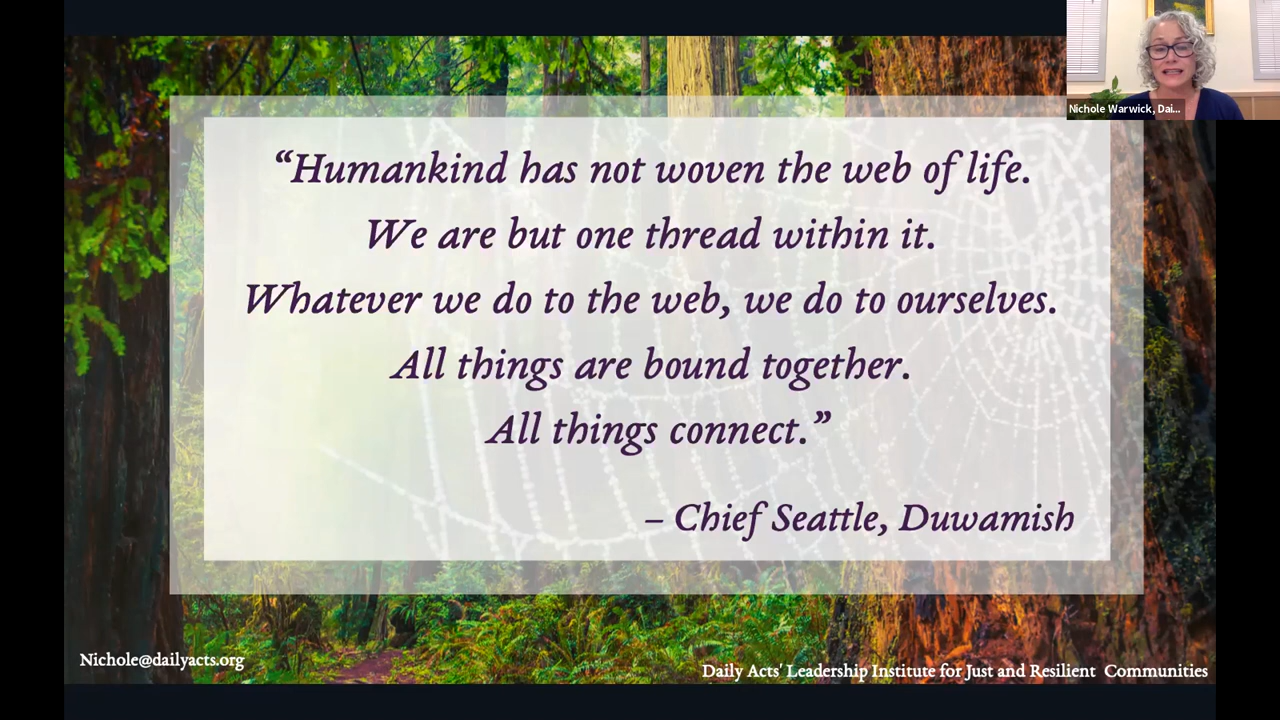 Nichole Warwick, Dai...
“Humankind has not woven the web of life.
We are but one thread within it.
Whatever we do to the web, we do to ourselves.
All things are bound together.
All things connect.”
– Chief Seattle, Duwamish
Nichole@dailyacts.org
Daily Acts' Leadership Institute for Just and Resilient Communities